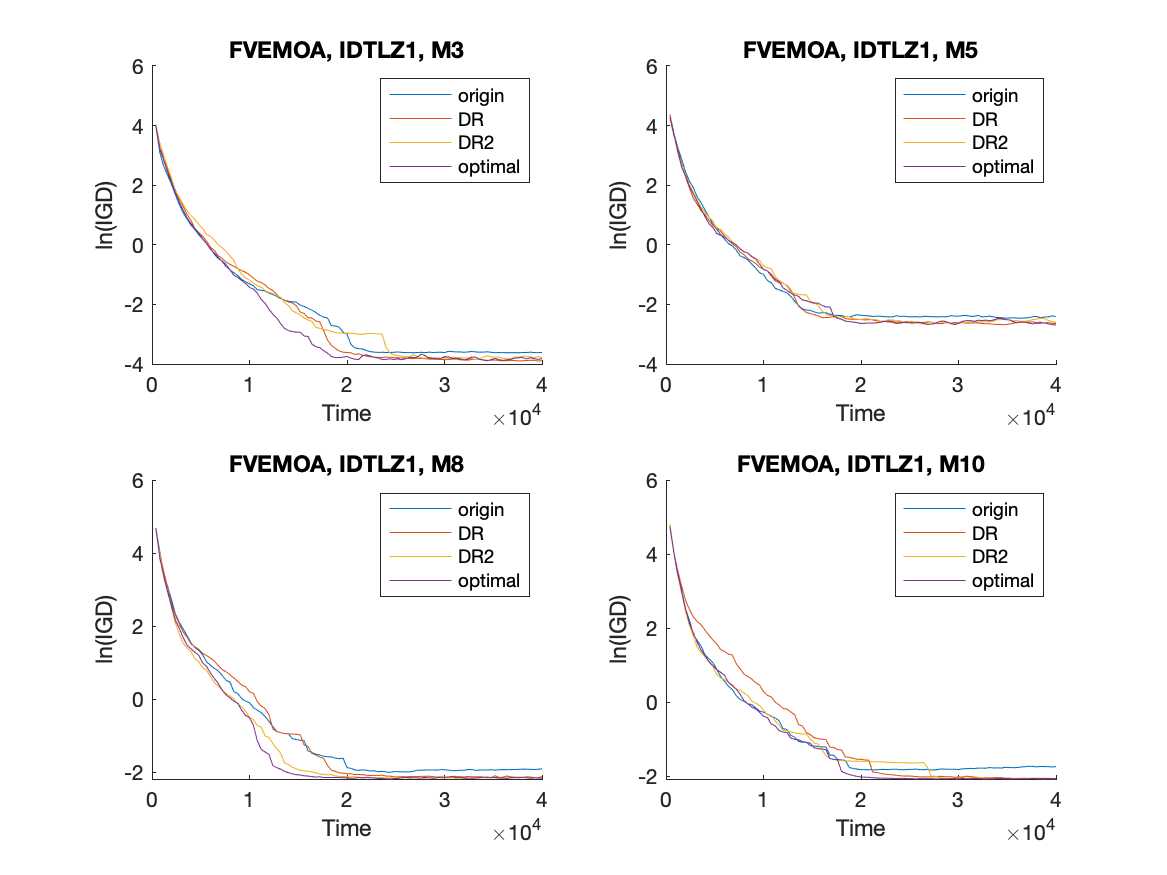 FVEMOA, IDTLZ1, M3
6
4
2
0
-2
-4
ln(IGD)
origin
DR
DR2
optimal
0 1 2 3 4
Time
×10^4
FVEMOA, IDTLZ1, M5
6
4
2
0
-2
-4
ln(IGD)
origin
DR
DR2
optimal
0 1 2 3 4
Time
×10^4
FVEMOA, IDTLZ1, M8
6
4
2
0
-2
ln(IGD)
origin
DR
DR2
optimal
0 1 2 3 4
Time
×10^4
FVEMOA, IDTLZ1, M10
6
4
2
0
-2
ln(IGD)
origin
DR
DR2
optimal
0 1 2 3 4
Time
×10^4